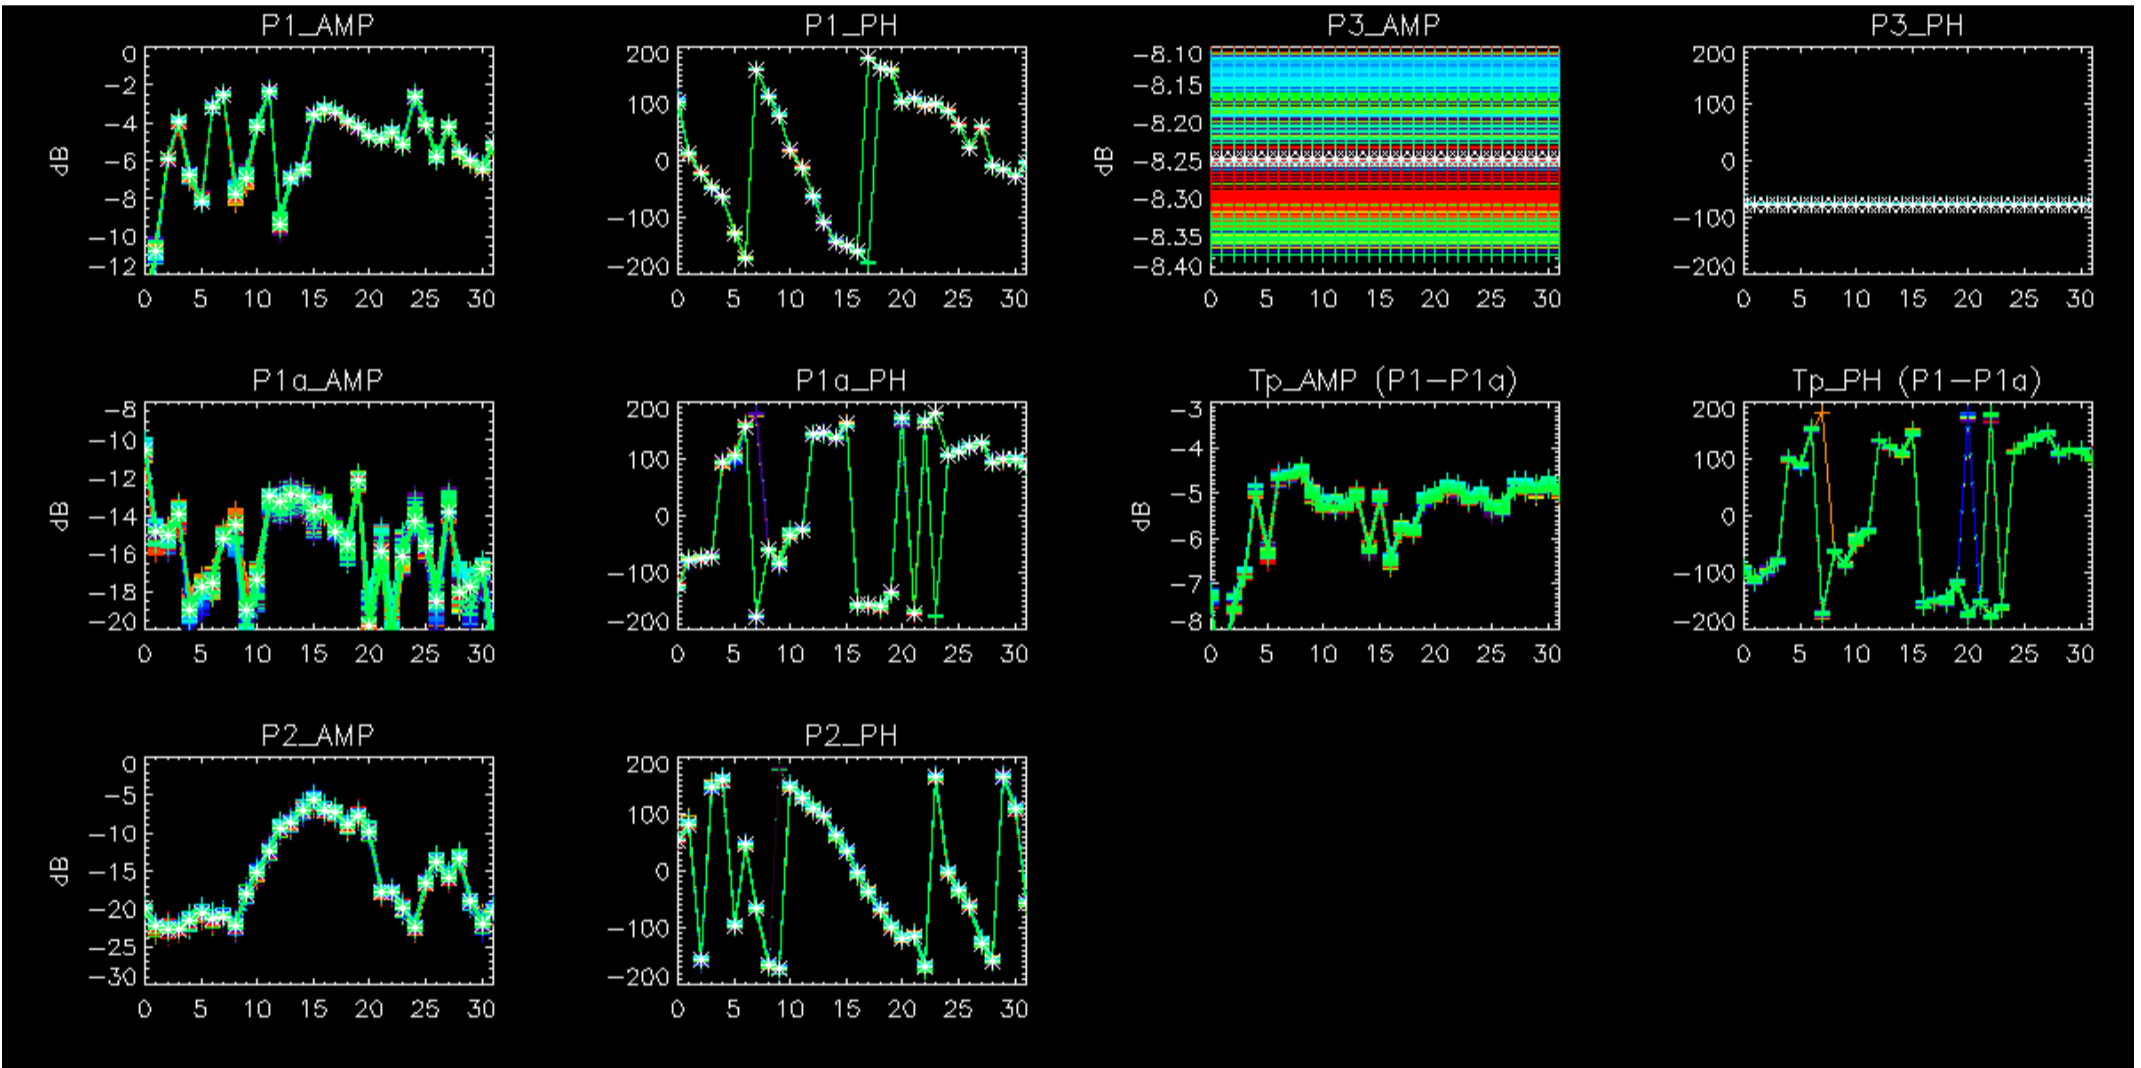 P1_AMP
P1_PH
P3_AMP
P3_PH
0
-2
-4
-6
-8
-10
-12
dB
0 5 10 15 20 25 30
200
100
0
-100
-200
0 5 10 15 20 25 30
-8.10
-8.15
-8.20
-8.25
-8.30
-8.35
-8.40
dB
0 5 10 15 20 25 30
200
100
0
-100
-200
0 5 10 15 20 25 30
P1a_AMP
P1a_PH
Tp_AMP (P1-P1a)
Tp_PH (P1-P1a)
-8
-10
-12
-14
-16
-18
-20
dB
0 5 10 15 20 25 30
200
100
0
-100
-200
0 5 10 15 20 25 30
-3
-4
-5
-6
-7
-8
dB
0 5 10 15 20 25 30
200
100
0
-100
-200
0 5 10 15 20 25 30
P2_AMP
P2_PH
0
-5
-10
-15
-20
-25
-30
dB
0 5 10 15 20 25 30
200
100
0
-100
-200
0 5 10 15 20 25 30